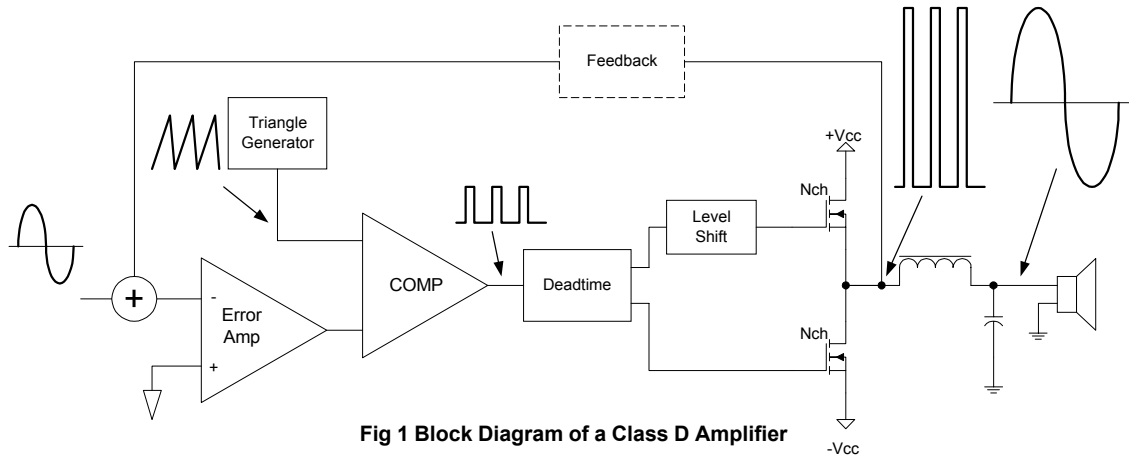 Feedback
Triangle
Generator
+Vcc
Nch
Level
Shift
COMP
Deadtime
+
-
Error
Amp
+
Nch
-Vcc
Fig 1 Block Diagram of a Class D Amplifier